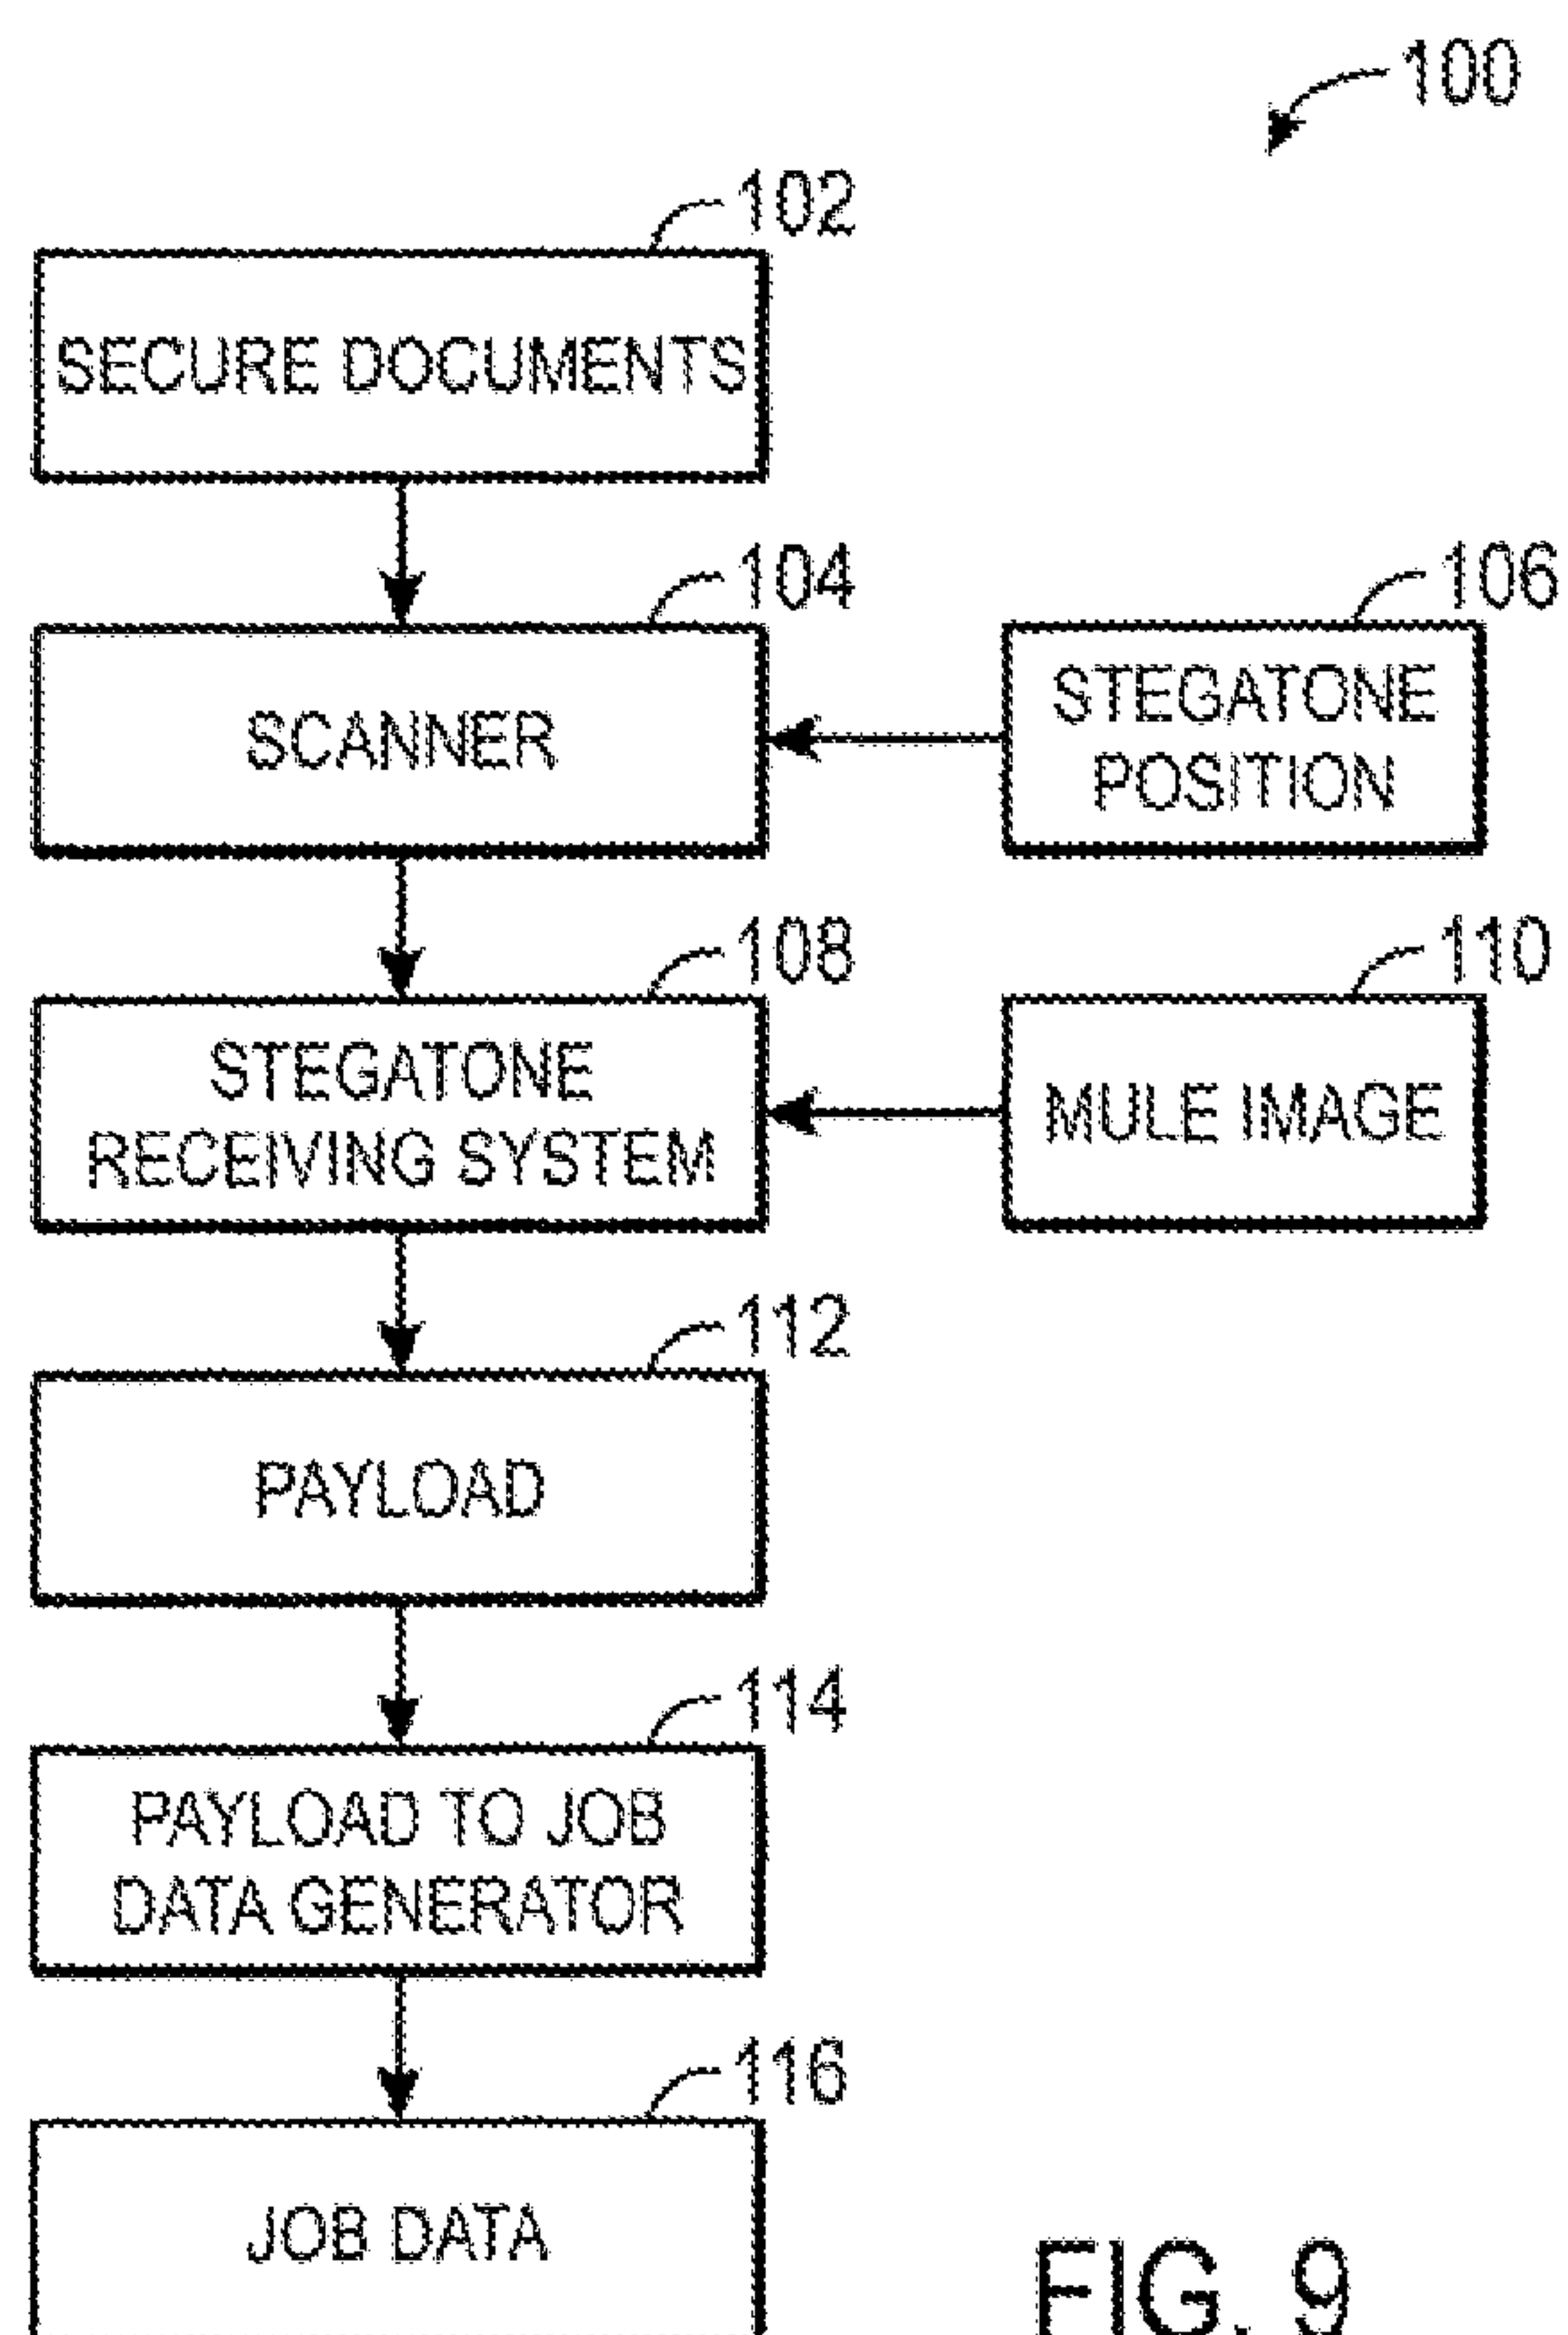 100
102
SECURE DOCUMENTS
104
SCANNER
106
STEGATONE
POSITION
108
STEGATONE
RECEIVING SYSTEM
110
MULE IMAGE
112
PAYLOAD
114
PAYLOAD TO JOB
DATA GENERATOR
116
JOB DATA
FIG. 9